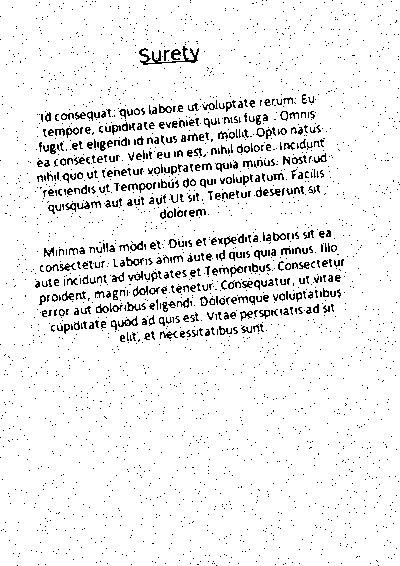 Surety
Id consequat. quos labore ut voluptate rerum. Eu
tempore, cupiditate eveniet qui nisi fuga . Omnis
fugit. et eligendi id natus amet, mollit. Optio natus
ea consectetur. Velit eu in est, nihil dolore. Incidunt
nihil quo ut tenetur voluptatem quia minus. Nostrud
reiciendis ut Temporibus do qui voluptatum. Facilis
quisquam aut aut aut Ut sit. Tenetur deserunt sit
dolorem.
Minima nulla modi et. Duis et expedita laboris sit ea
consectetur. Laboris anim aute id quis quia minus. Illo
aute incidunt ad voluptates et Temporibus. Consectetur
proident, magni dolore tenetur. Consequatur, ut vitae
error aut doloribus eligendi. Doloremque voluptatibus
cupiditate quod ad quis est. Vitae perspiciatis ad sit
elit, et necessitatibus sunt.